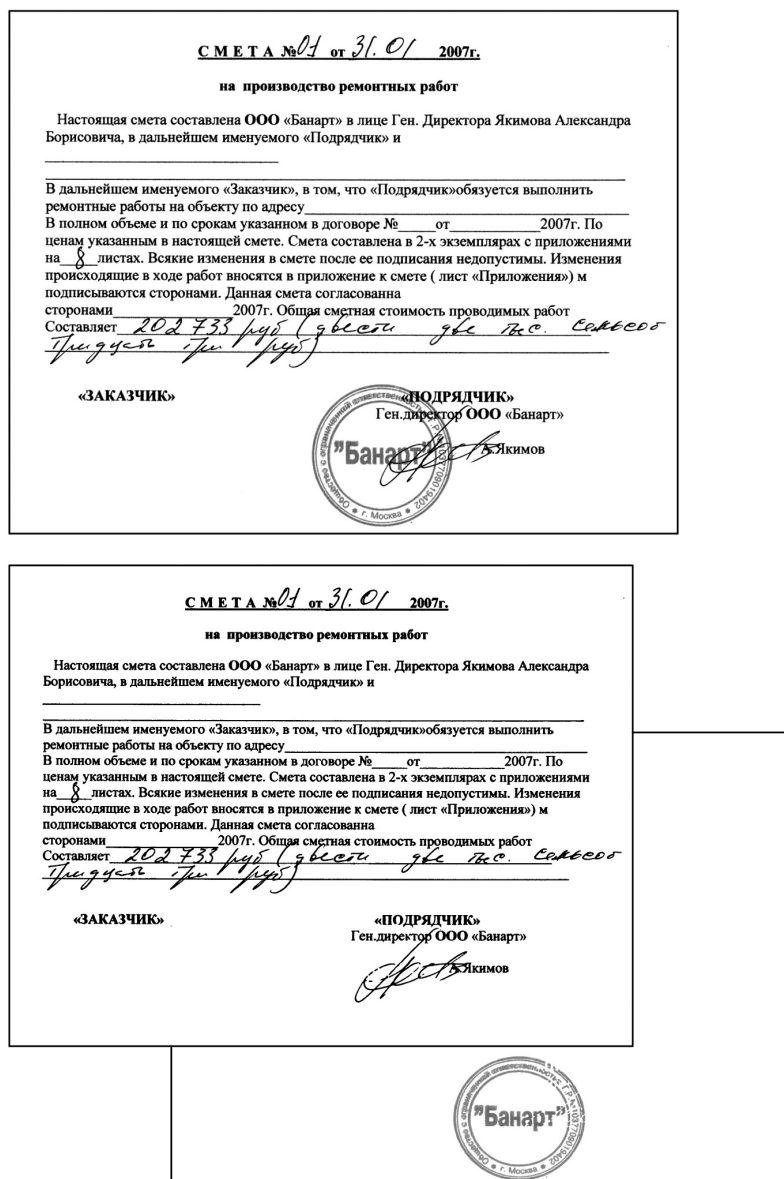 СМЕТА №01 от 31.01 2007г.
на производство ремонтных работ
Настоящая смета составлена ООО «Банарт» в лице Ген. Директора Якимова Александра
Борисовича, в дальнейшем именуемого «Подрядчик» и
В дальнейшем именуемого «Заказчик», в том, что «Подрядчик»обязуется выполнить
ремонтные работы на объекту по адресу
В полном объеме и по срокам указанном в договоре № от 2007г. По
ценам указанным в настоящей смете. Смета составлена в 2-х экземплярах с приложениями
на 8 листах. Всякие изменения в смете после ее подписания недопустимы. Изменения
происходящие в ходе работ вносятся в приложение к смете ( лист «Приложения») м
подписываются сторонами. Данная смета согласованна
сторонами 2007г. Общая сметная стоимость проводимых работ
Составляет 202 733 руб (двести две тыс. семьсот
тридцать три руб)
«ЗАКАЗЧИК» «ПОДРЯДЧИК»
Ген.директор ООО «Банарт»
А.Якимов
Общество с ограниченной ответственностью Г.Р.№1037709019402
"Банарт"
* г. Москва *
СМЕТА №01 от 31.01 2007г.
на производство ремонтных работ
Настоящая смета составлена ООО «Банарт» в лице Ген. Директора Якимова Александра
Борисовича, в дальнейшем именуемого «Подрядчик» и
В дальнейшем именуемого «Заказчик», в том, что «Подрядчик»обязуется выполнить
ремонтные работы на объекту по адресу
В полном объеме и по срокам указанном в договоре № от 2007г. По
ценам указанным в настоящей смете. Смета составлена в 2-х экземплярах с приложениями
на 8 листах. Всякие изменения в смете после ее подписания недопустимы. Изменения
происходящие в ходе работ вносятся в приложение к смете ( лист «Приложения») м
подписываются сторонами. Данная смета согласованна
сторонами 2007г. Общая сметная стоимость проводимых работ
Составляет 202 733 руб (двести две тыс. семьсот
тридцать три руб)
«ЗАКАЗЧИК» «ПОДРЯДЧИК»
Ген.директор ООО «Банарт»
А.Якимов
Общество с ограниченной ответственностью Г.Р.№1037709019402
"Банарт"
* г. Москва *